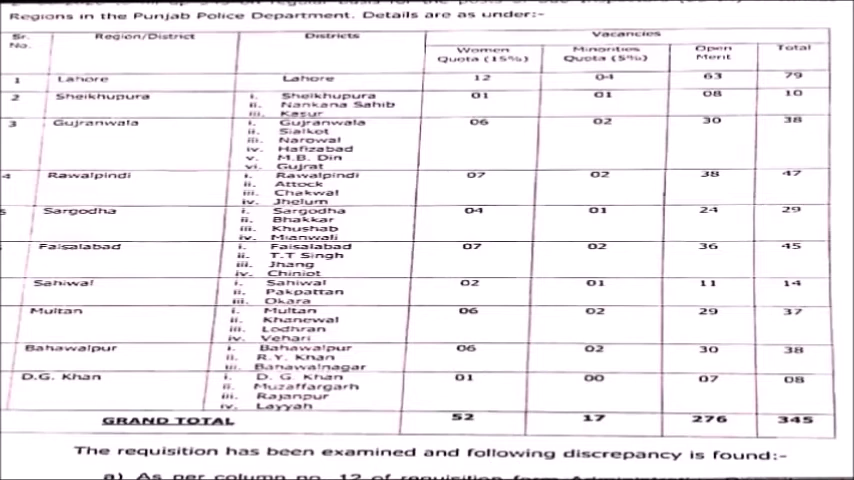 Regions in the Punjab Police Department. Details are as under:-
Sr. No. Region/District Districts Vacancies
Women Quota (15%) Minorities Quota (5%) Open Merit Total
1 Lahore Lahore 12 04 63 79
2 Sheikhupura i. Sheikhupura 01 01 08 10
ii. Nankana Sahib
iii. Kasur
3 Gujranwala i. Gujranwala 06 02 30 38
ii. Sialkot
iii. Narowal
iv. Hafizabad
v. M.B. Din
vi. Gujrat
4 Rawalpindi i. Rawalpindi 07 02 38 47
ii. Attock
iii. Chakwal
iv. Jhelum
Sargodha i. Sargodha 04 01 24 29
ii. Bhakkar
iii. Khushab
iv. Mianwali
Faisalabad i. Faisalabad 07 02 36 45
ii. T.T Singh
iii. Jhang
iv. Chiniot
Sahiwal i. Sahiwal 02 01 11 14
ii. Pakpattan
iii. Okara
Multan i. Multan 06 02 29 37
ii. Khanewal
iii. Lodhran
iv. Vehari
Bahawalpur i. Bahawalpur 06 02 30 38
ii. R.Y. Khan
iii. Bahawalnagar
D.G. Khan i. D. G. Khan 01 00 07 08
ii. Muzaffargarh
iii. Rajanpur
iv. Layyah
GRAND TOTAL 52 17 276 345
The requisition has been examined and following discrepancy is found:-
a) As per column no. 12 of requisition form